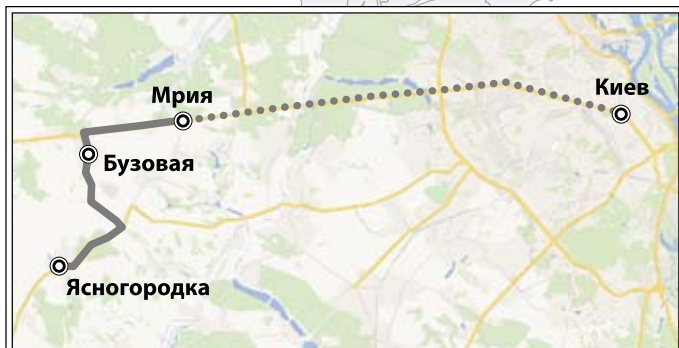 Киев
Мрия
Бузовая
Ясногородка